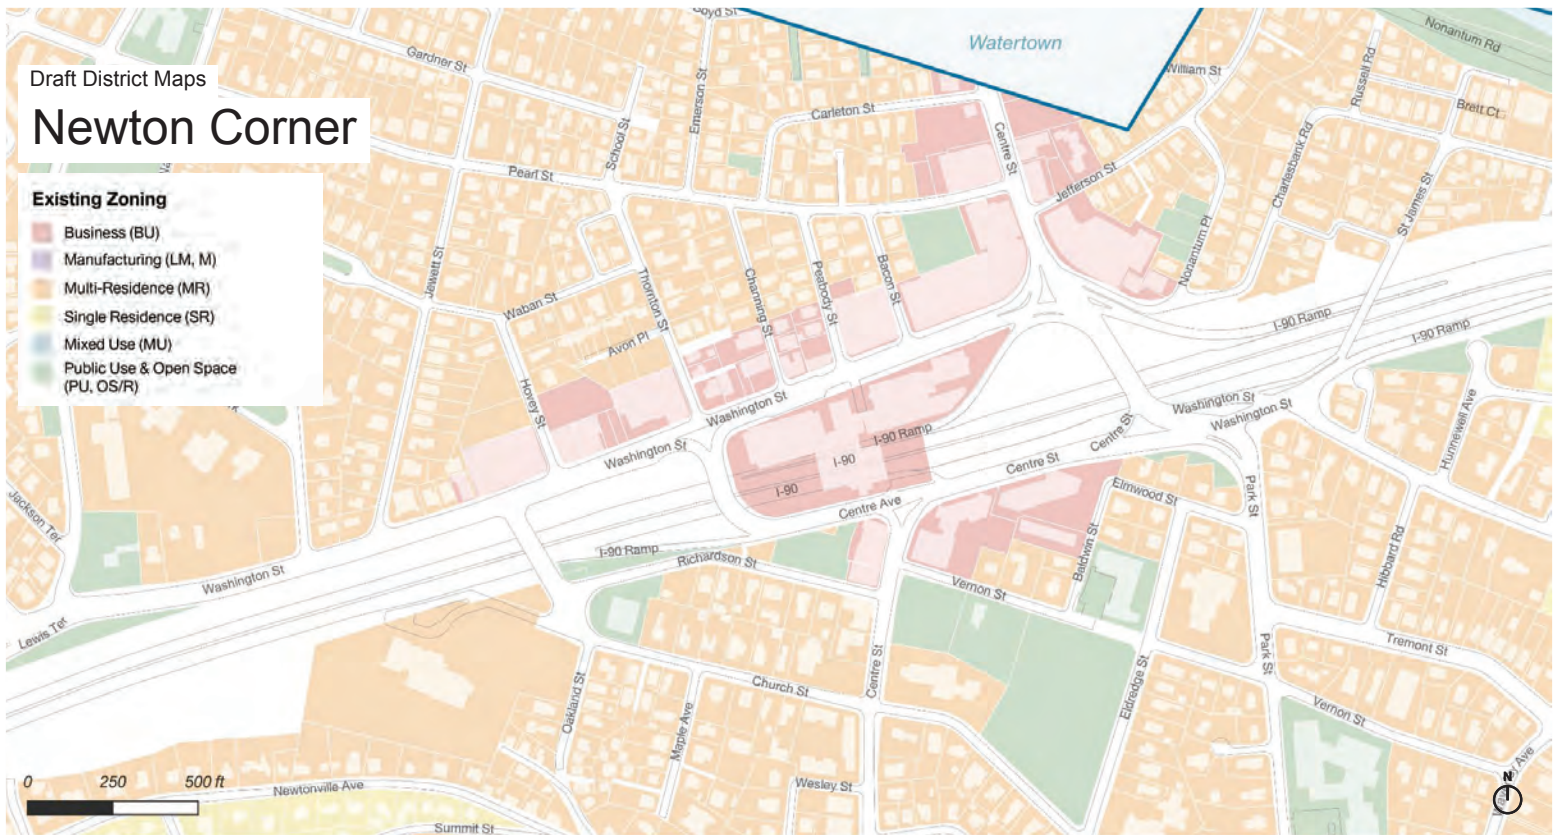 Draft District Maps
Newton Corner
Existing Zoning
Business (BU)
Manufacturing (LM, M)
Multi-Residence (MR)
Single Residence (SR)
Mixed Use (MU)
Public Use & Open Space
(PU, OS/R)
Watertown
Nonantum Rd
Gardner St
William St
Russell Rd
Brett Ct
Carleton St
Emerson St
School St
Centre St
Charlesbank Rd
Pearl St
Jefferson St
St James St
Nonantum Pl
Jewett St
Waban St
Thornton St
Channing St
Peabody St
Bacon St
I-90 Ramp
I-90 Ramp
Avon Pl
Hovey St
Washington St
Washington St
Washington St
Washington St
I-90 Ramp
I-90
I-90
Centre St
Centre St
Hunnewell Ave
Elmwood St
Park St
Centre Ave
Jackson Ter
I-90 Ramp
Richardson St
Baldwin St
Hibbard Rd
Washington St
Vernon St
Lewis Ter
Centre St
Church St
Oakland St
Maple Ave
Eldredge St
Park St
Tremont St
Vernon St
0 250 500 ft
Newtonville Ave
Wesley St
Summit St
N